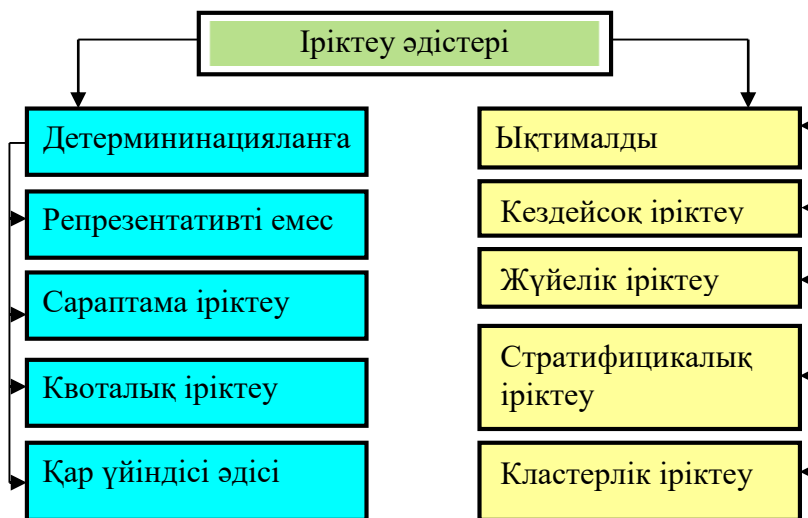 Іріктеу әдістері
Детермининацияланға
Репрезентативті емес
Сараптама іріктеу
Квоталық іріктеу
Қар үйіндісі әдісі
Ықтималды
Кездейсоқ іріктеу
Жүйелік іріктеу
Стратифицикалық
іріктеу
Кластерлік іріктеу